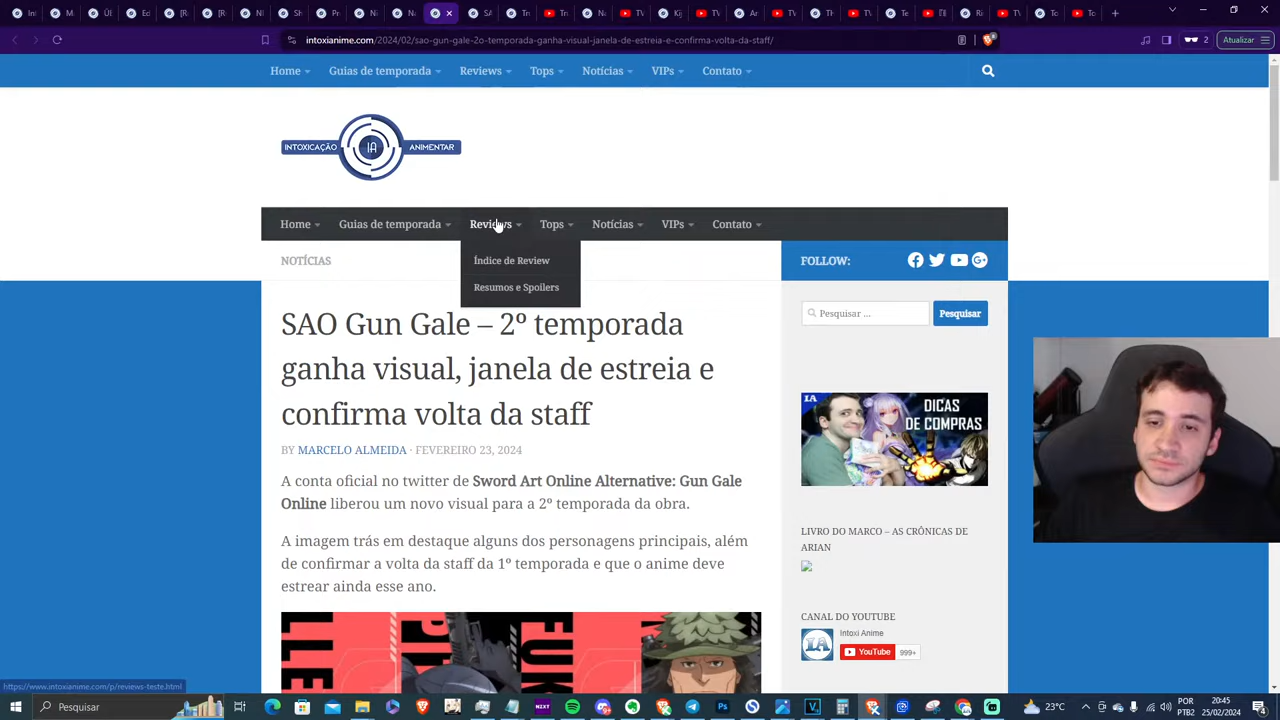 intoxianime.com/2024/02/sao-gun-gale-2o-temporada-ganha-visual-janela-de-estreia-e-confirma-volta-da-staff/
2
Atualizar
Home
Guias de temporada
Reviews
Tops
Notícias
VIPs
Contato
INTOXICAÇÃO
IA
ANIMENTAR
Home
Guias de temporada
Reviews
Tops
Notícias
VIPs
Contato
Índice de Review
Resumos e Spoilers
NOTÍCIAS
FOLLOW:
SAO Gun Gale – 2º temporada
ganha visual, janela de estreia e
confirma volta da staff
BY MARCELO ALMEIDA · FEVEREIRO 23, 2024
A conta oficial no twitter de Sword Art Online Alternative: Gun Gale
Online liberou um novo visual para a 2º temporada da obra.
A imagem trás em destaque alguns dos personagens principais, além
de confirmar a volta da staff da 1º temporada e que o anime deve
estrear ainda esse ano.
Pesquisar ...
Pesquisar
IA
DICAS
DE COMPRAS
LIVRO DO MARCO – AS CRÔNICAS DE
ARIAN
CANAL DO YOUTUBE
IA
Intoxi Anime
YouTube
999+
https://www.intoxianime.com/p/reviews-teste.html
Pesquisar
23°C
POR
PTB2
20:45
25/02/2024